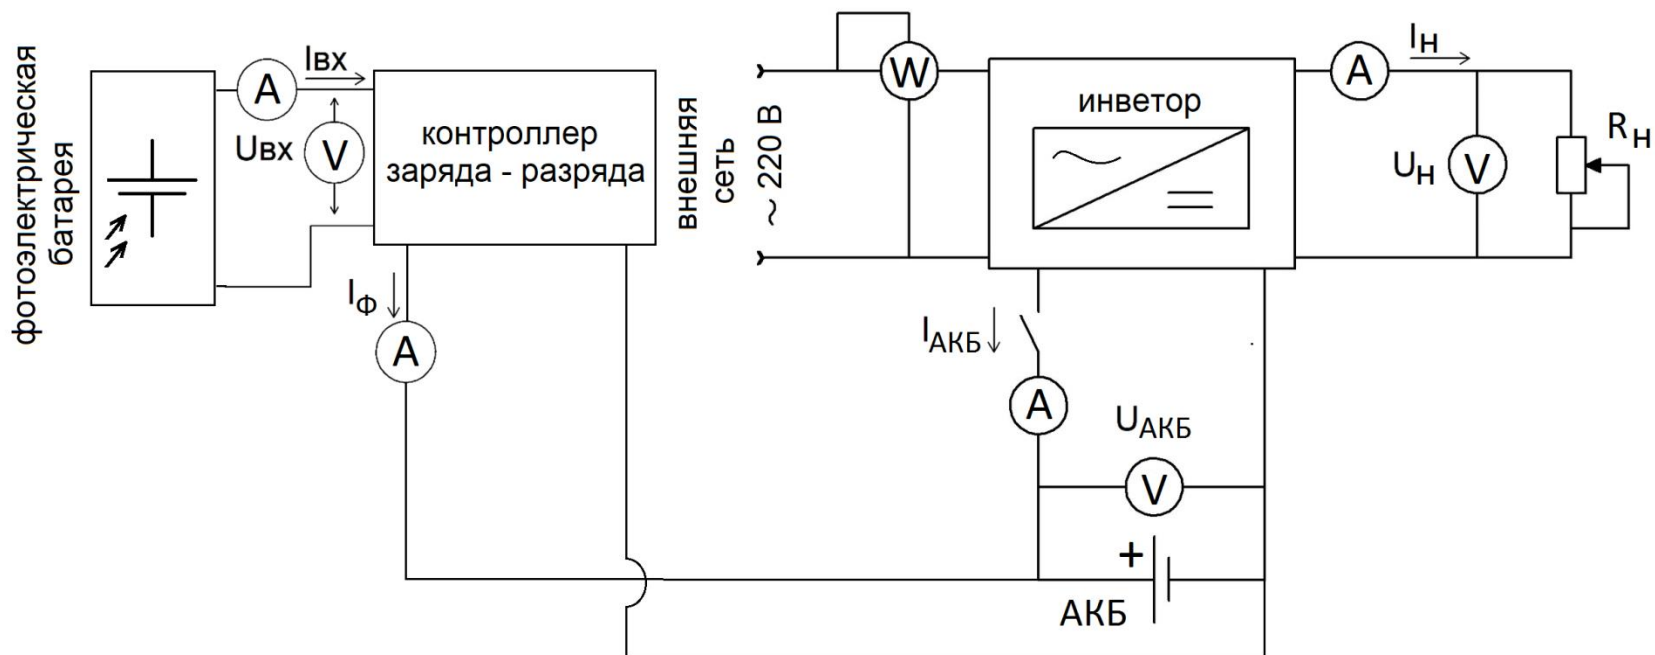 фотоэлектрическая
батарея
A
Iвх
Uвх
V
контроллер
заряда - разряда
IФ
A
внешняя
сеть
~ 220 В
W
инветор
A
IН
UН
V
RН
IАКБ
A
UАКБ
V
+
АКБ